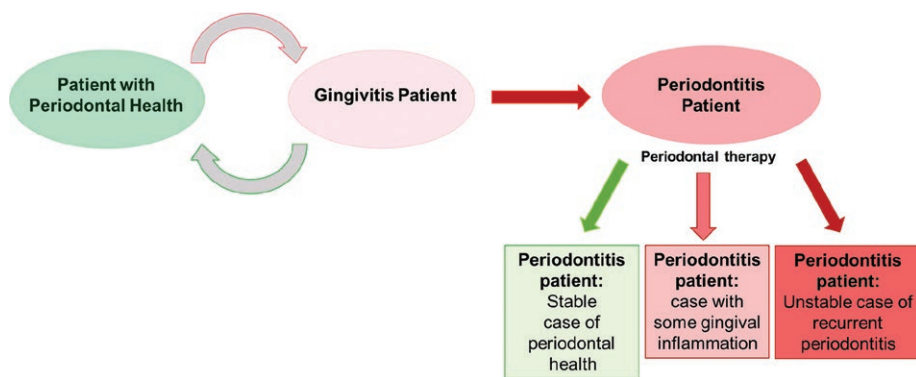 Patient with
Periodontal Health
Gingivitis Patient
Periodontitis
Patient
Periodontal therapy
Periodontitis
patient:
Stable
case of
periodontal
health
Periodontitis
patient:
case with
some gingival
inflammation
Periodontitis
patient:
Unstable case of
recurrent
periodontitis